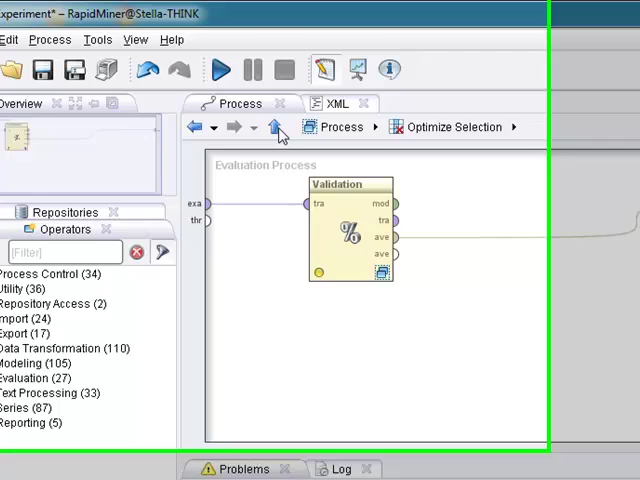 xperiment* – RapidMiner@Stella-THINK
Edit Process Tools View Help
Overview
Process
XML
Process
Optimize Selection
Evaluation Process
Validation
exa
tra
mod
thr
tra
%
ave
ave
Repositories
Operators
[Filter]
Process Control (34)
Utility (36)
Repository Access (2)
Import (24)
Export (17)
Data Transformation (110)
Modeling (105)
Evaluation (27)
Text Processing (33)
Series (87)
Reporting (5)
Problems
Log